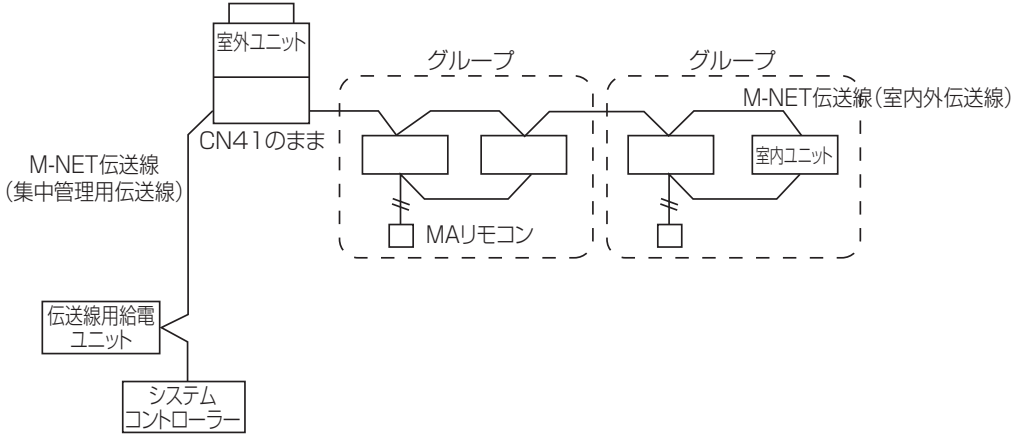 室外ユニット
グループ
グループ
M-NET伝送線(室内外伝送線)
CN41のまま
室内ユニット
M-NET伝送線
(集中管理用伝送線)
MAリモコン
伝送線用給電
ユニット
システム
コントローラー